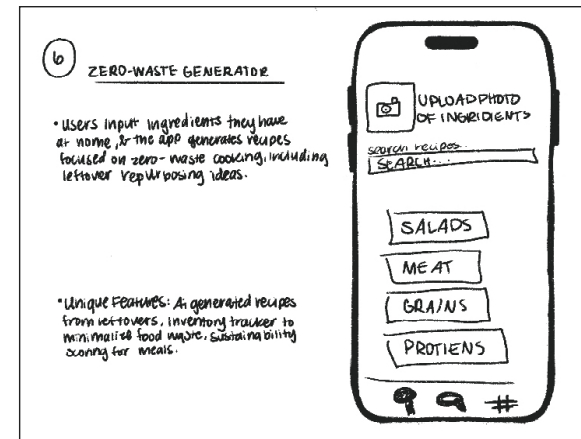 6
ZERO-WASTE GENERATOR
• Users input ingredients they have
at home, & the app generates recipes
focused on zero-waste cooking, including
leftover repurposing ideas.
• Unique Features: Ai generated recipes
from leftovers, inventory tracker to
minimalize food waste, sustainability
scoring for meals.
UPLOAD PHOTO
OF INGRIDIENTS
search recipes...
SEARCH...
SALADS
MEAT
GRAINS
PROTIENS